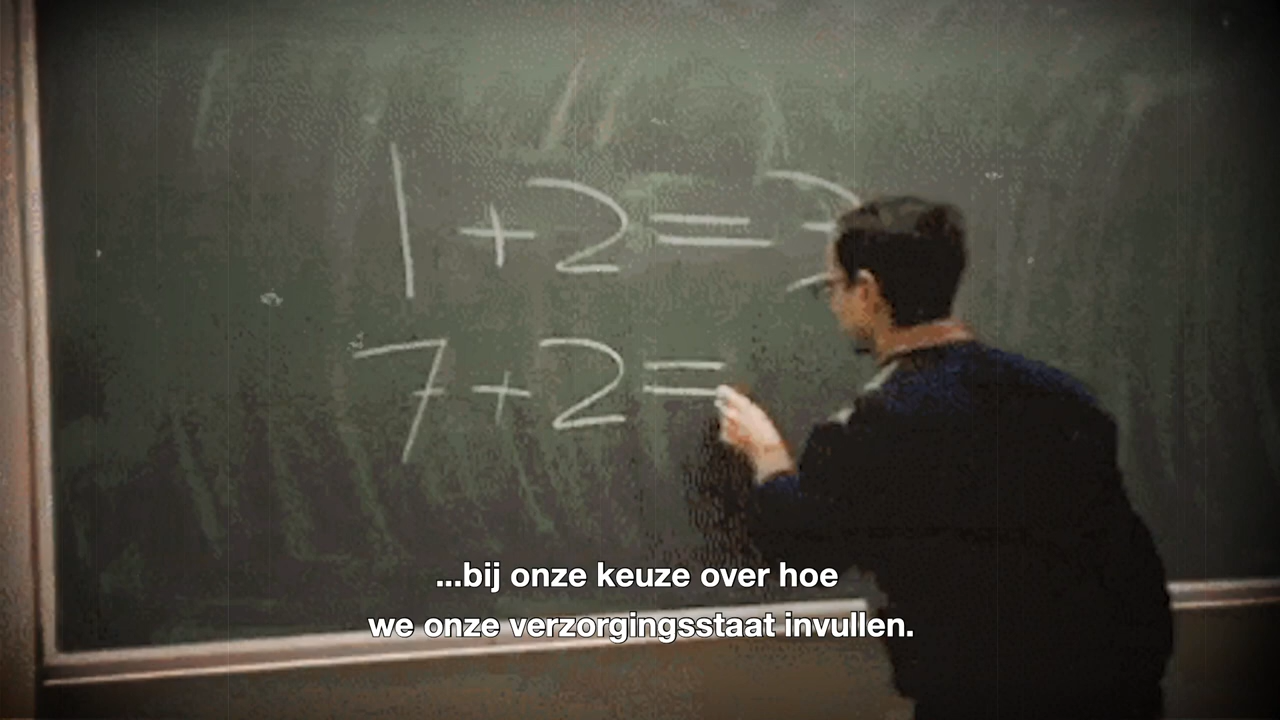 1 + 2 = 3
7 + 2 =
...bij onze keuze over hoe
we onze verzorgingsstaat invullen.